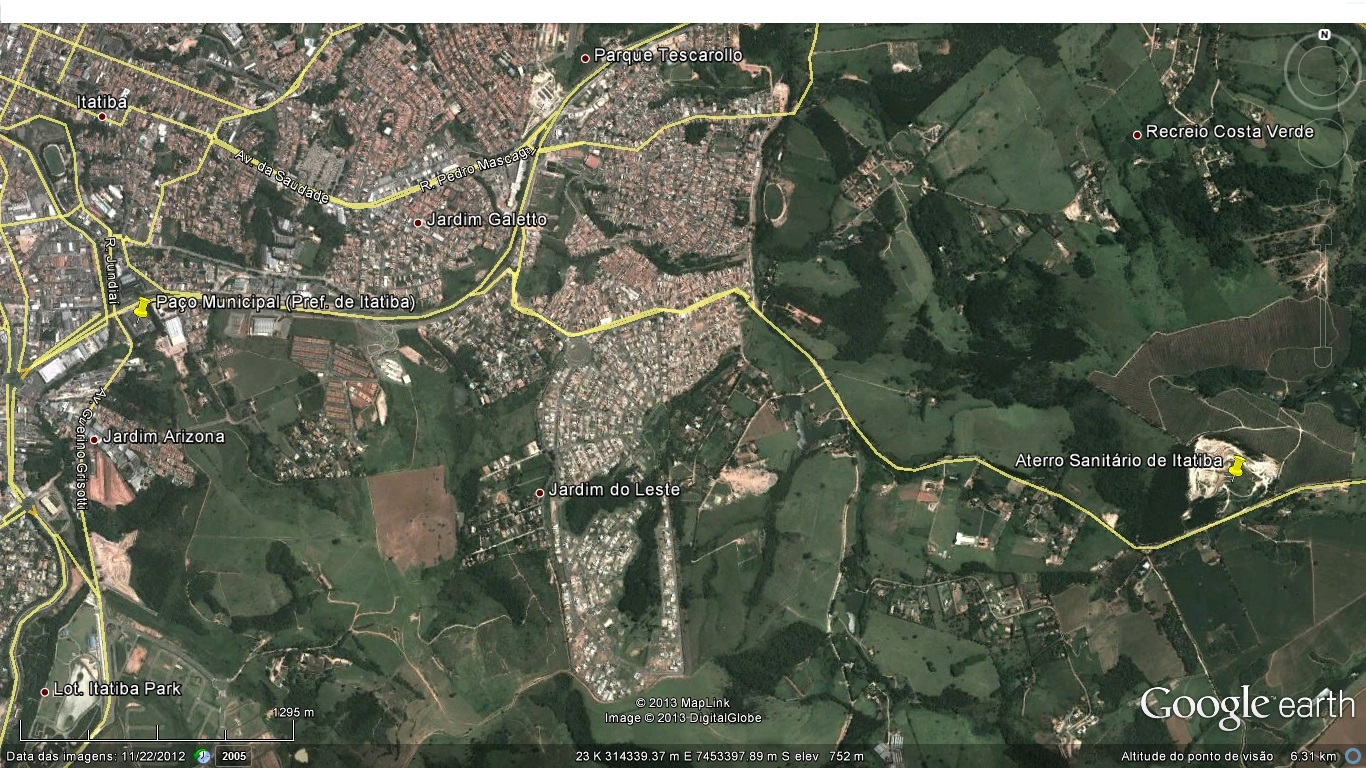 N
Parque Tescarollo
Itatiba
Recreio Costa Verde
Av. da Saudade
R. Pedro Mascagni
Jardim Galetto
R. Jundiaí
Paço Municipal (Pref. de Itatiba)
Av. Guerino Grisotti
Jardim Arizona
Aterro Sanitário de Itatiba
Jardim do Leste
Lot. Itatiba Park
1295 m
© 2013 MapLink
Image © 2013 DigitalGlobe
Google earth
Data das imagens: 11/22/2012
2005
23 K 314339.37 m E 7453397.89 m S elev 752 m
Altitude do ponto de visão 6.31 km